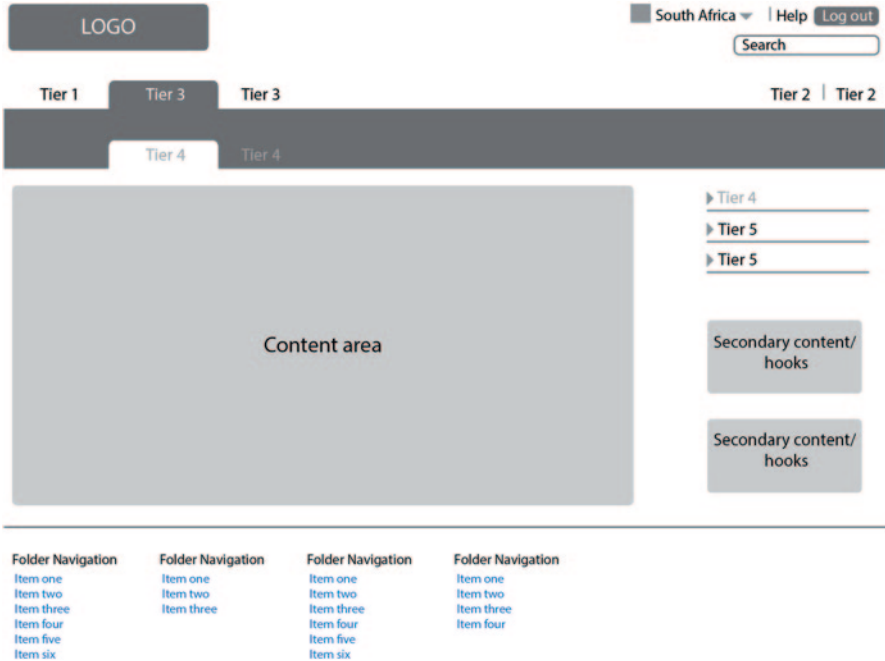 LOGO
South Africa | Help Log out
Search
Tier 1 Tier 3 Tier 3 Tier 2 | Tier 2
Tier 4 Tier 4
Tier 4
Tier 5
Tier 5
Content area
Secondary content/
hooks
Secondary content/
hooks
Folder Navigation
Item one
Item two
Item three
Item four
Item five
Item six
Folder Navigation
Item one
Item two
Item three
Folder Navigation
Item one
Item two
Item three
Item four
Item five
Item six
Folder Navigation
Item one
Item two
Item three
Item four